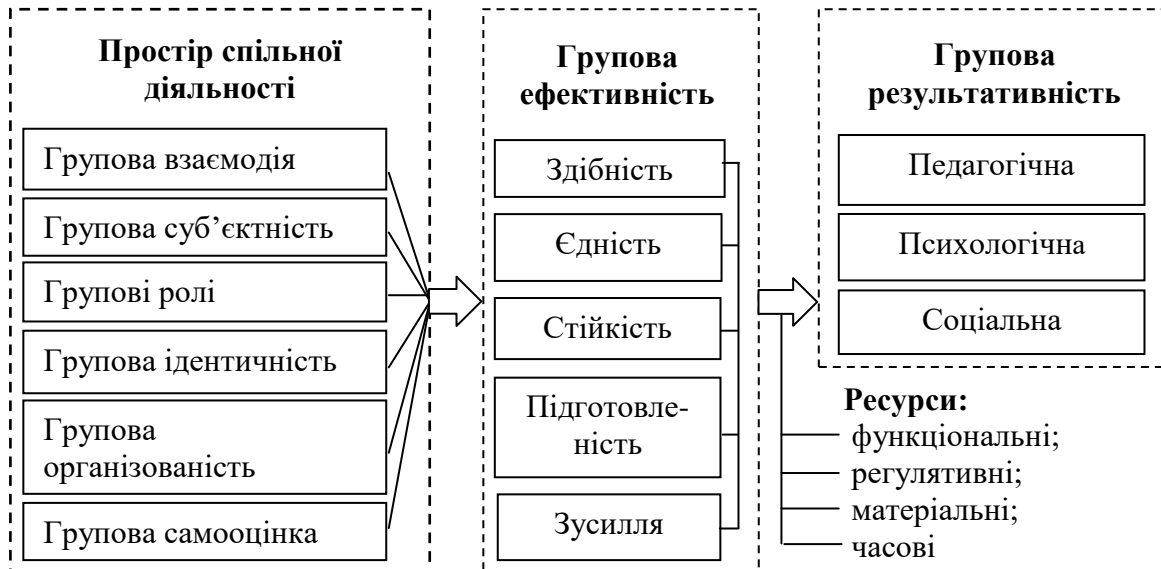 Простір спільної
діяльності
Групова взаємодія
Групова суб’єктність
Групові ролі
Групова ідентичність
Групова
організованість
Групова самооцінка
Групова
ефективність
Здібність
Єдність
Стійкість
Підготовле-
ність
Зусилля
Групова
результативність
Педагогічна
Психологічна
Соціальна
Ресурси:
функціональні;
регулятивні;
матеріальні;
часові